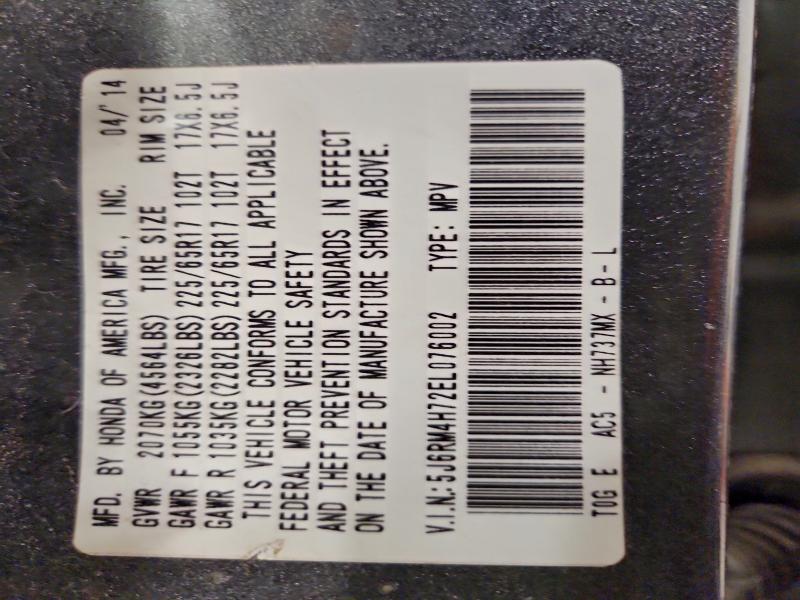 MFD. BY HONDA OF AMERICA MFG., INC. 04/'14
GVWR 2070KG(4564LBS) TIRE SIZE RIM SIZE
GAWR F 1055KG(2326LBS) 225/65R17 102T 17X6.5J
GAWR R 1035KG(2282LBS) 225/65R17 102T 17X6.5J
THIS VEHICLE CONFORMS TO ALL APPLICABLE
FEDERAL MOTOR VEHICLE SAFETY
AND THEFT PREVENTION STANDARDS IN EFFECT
ON THE DATE OF MANUFACTURE SHOWN ABOVE.
V.I.N.:5J6RM4H72EL076002 TYPE: MPV
T0G E AC5 - NH737MX - B - L